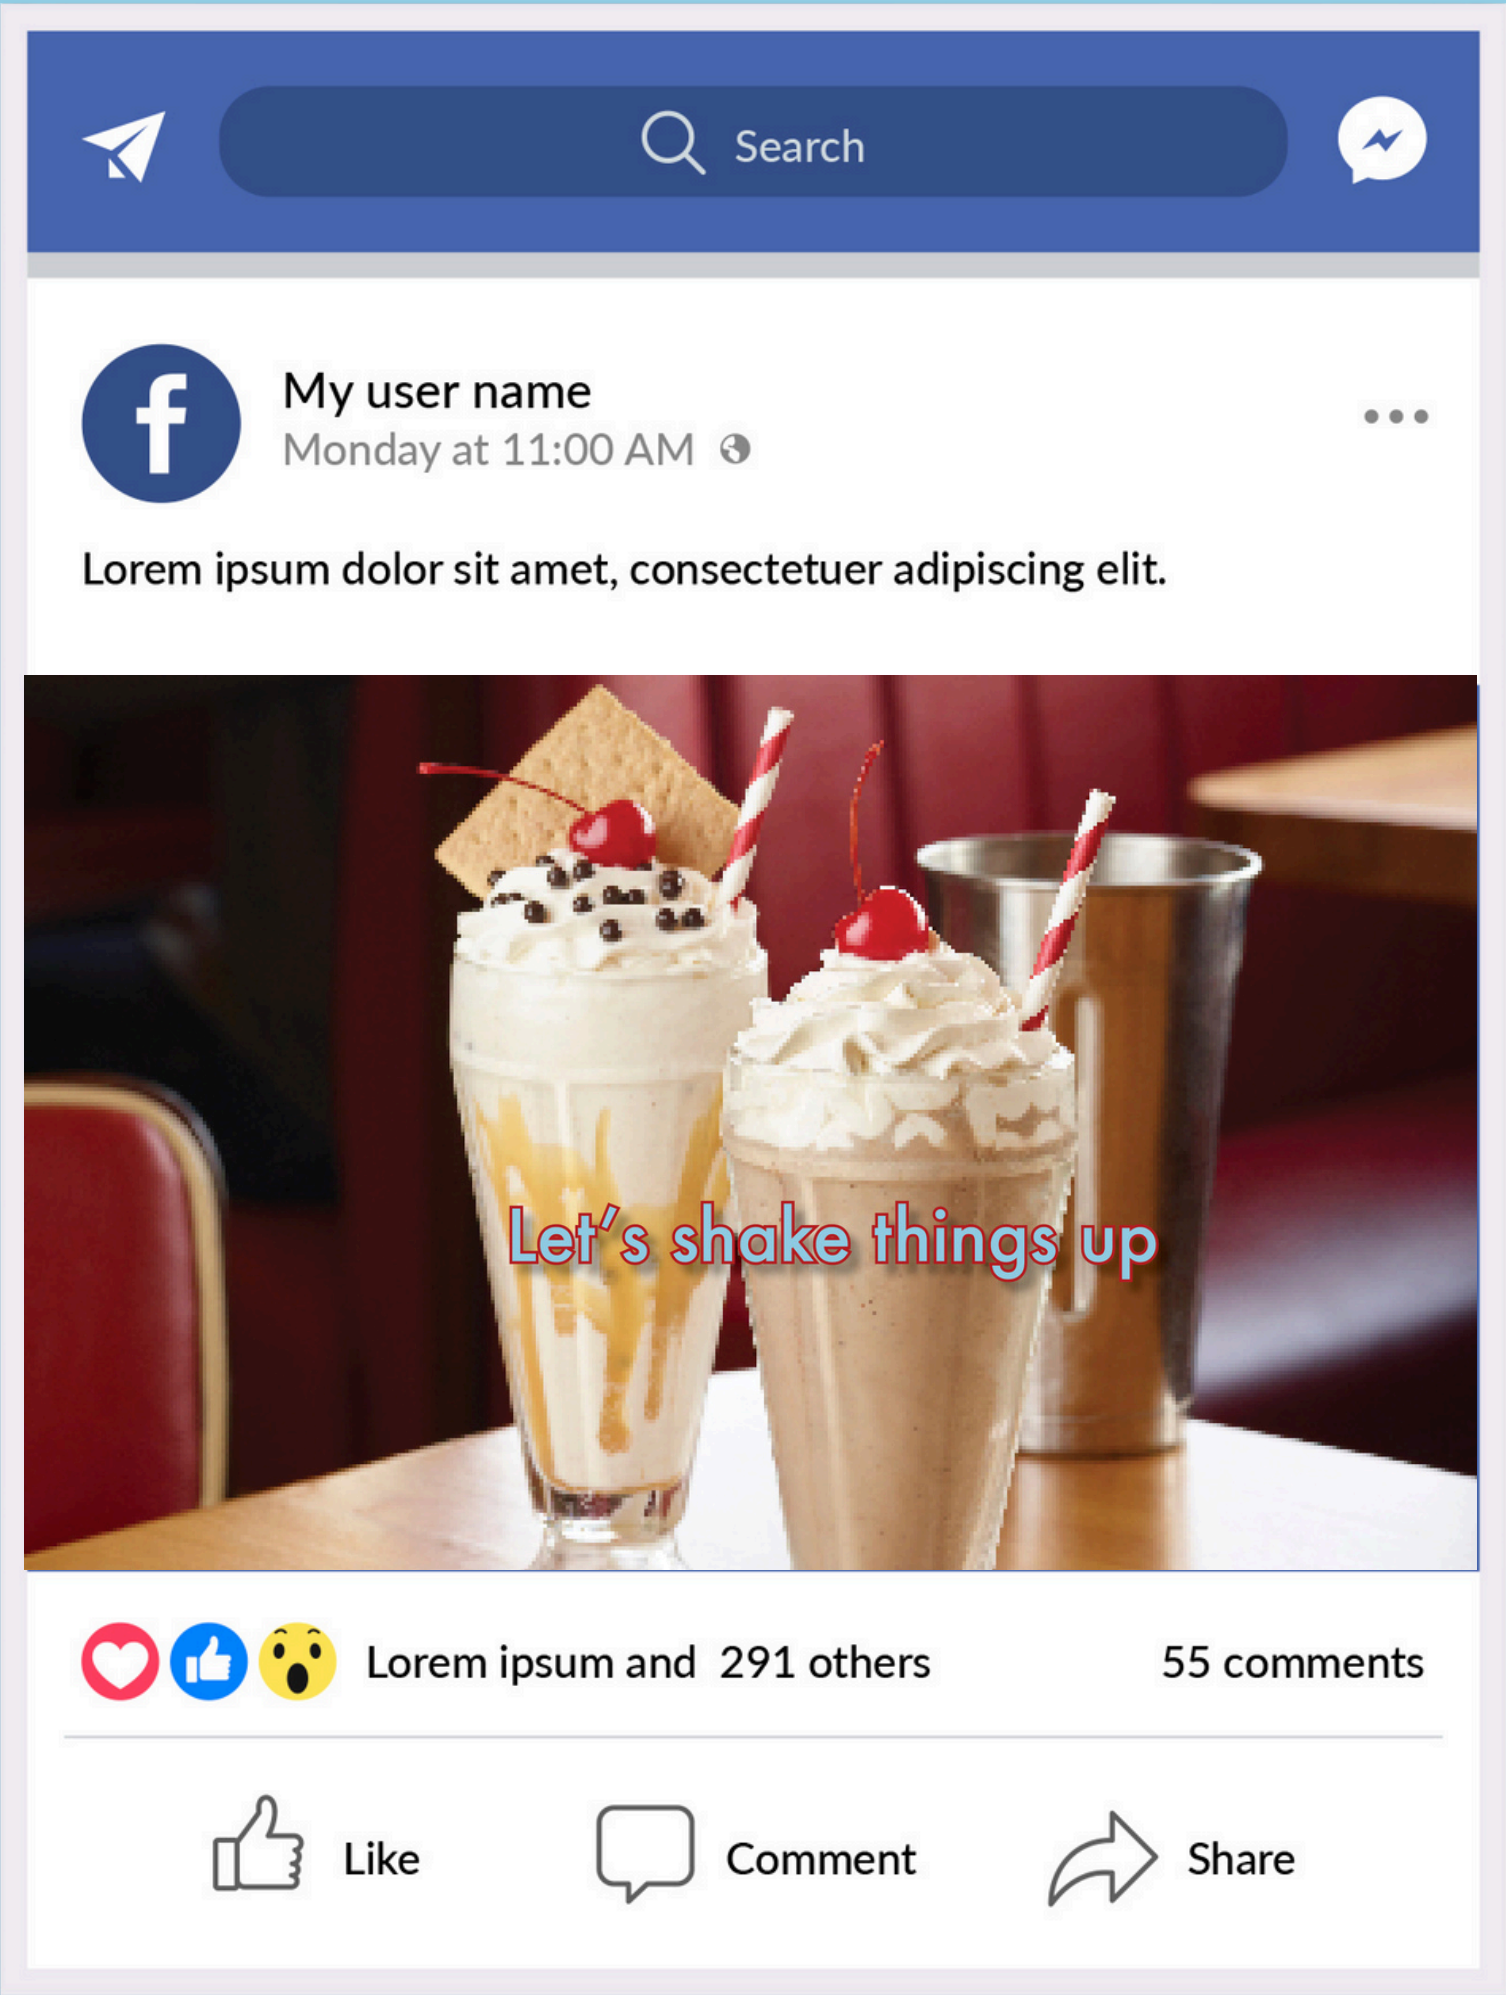 Search
f
My user name
Monday at 11:00 AM
Lorem ipsum dolor sit amet, consectetuer adipiscing elit.
Let's shake things up
Lorem ipsum and 291 others
55 comments
Like
Comment
Share